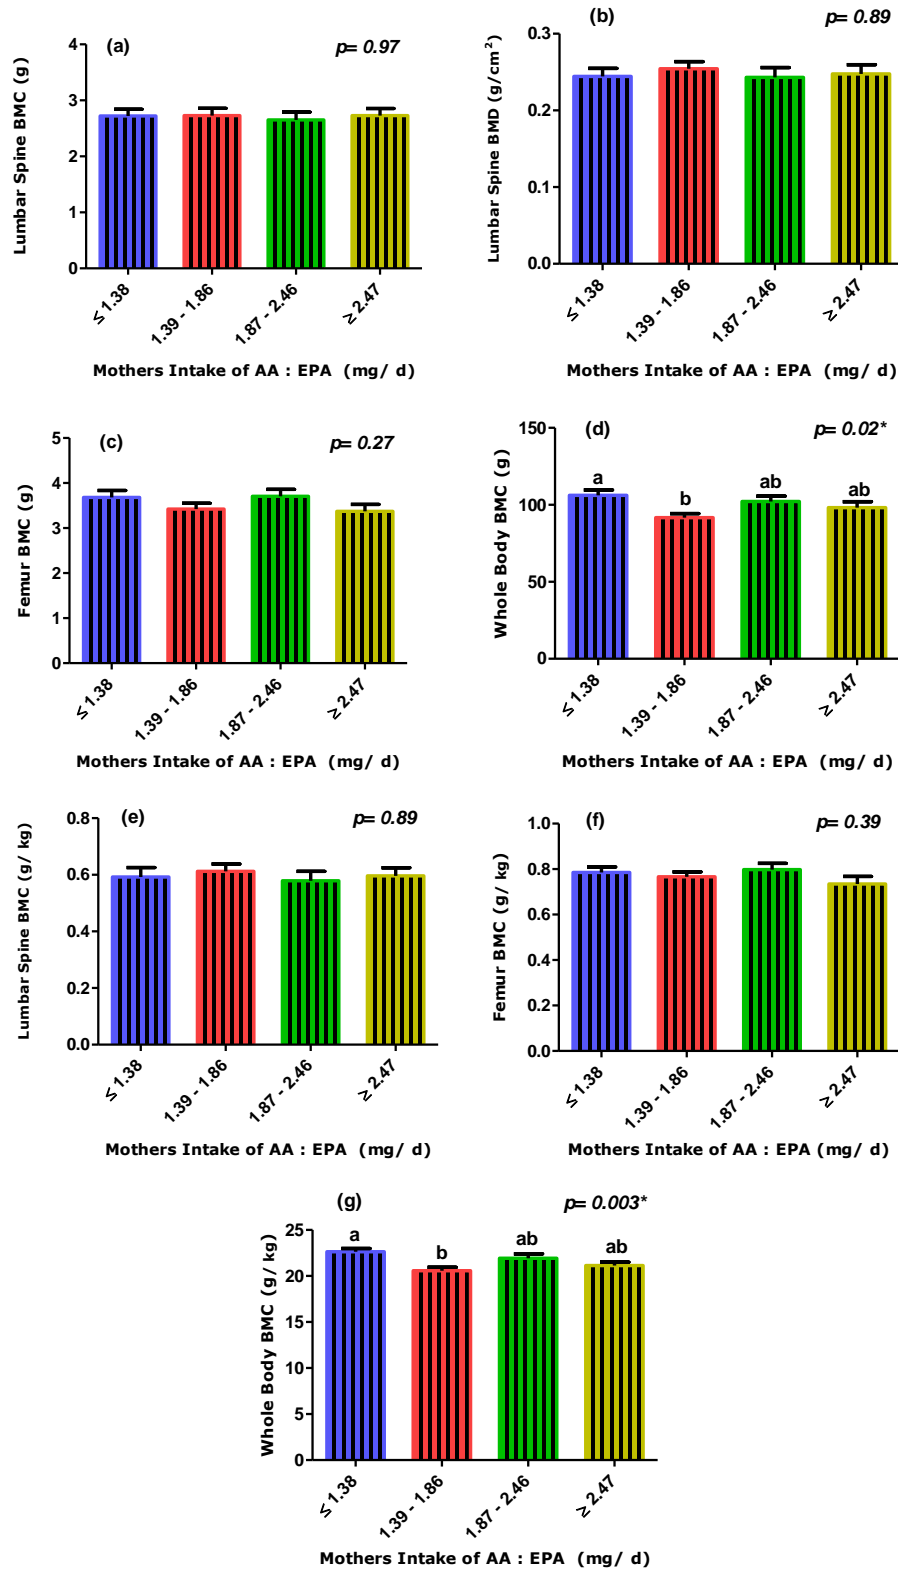 (a)
p= 0.97
Lumbar Spine BMC (g)
4
3
2
1
0
≤ 1.38
1.39 - 1.86
1.87 - 2.46
≥ 2.47
Mothers Intake of AA : EPA (mg/ d)
(b)
p= 0.89
Lumbar Spine BMD (g/cm²)
0.3
0.2
0.1
0.0
≤ 1.38
1.39 - 1.86
1.87 - 2.46
≥ 2.47
Mothers Intake of AA : EPA (mg/ d)
(c)
p= 0.27
Femur BMC (g)
5
4
3
2
1
0
≤ 1.38
1.39 - 1.86
1.87 - 2.46
≥ 2.47
Mothers Intake of AA : EPA (mg/ d)
(d)
p= 0.02*
Whole Body BMC (g)
150
100
50
0
a
b
ab
ab
≤ 1.38
1.39 - 1.86
1.87 - 2.46
≥ 2.47
Mothers Intake of AA : EPA (mg/ d)
(e)
p= 0.89
Lumbar Spine BMC (g/ kg)
0.8
0.6
0.4
0.2
0.0
≤ 1.38
1.39 - 1.86
1.87 - 2.46
≥ 2.47
Mothers Intake of AA : EPA (mg/ d)
(f)
p= 0.39
Femur BMC (g/ kg)
1.0
0.8
0.6
0.4
0.2
0.0
≤ 1.38
1.39 - 1.86
1.87 - 2.46
≥ 2.47
Mothers Intake of AA : EPA (mg/ d)
(g)
p= 0.003*
Whole Body BMC (g/ kg)
25
20
15
10
5
0
a
b
ab
ab
≤ 1.38
1.39 - 1.86
1.87 - 2.46
≥ 2.47
Mothers Intake of AA : EPA (mg/ d)